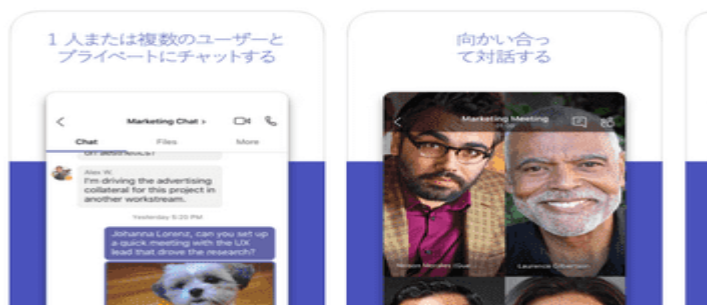 1 人または複数のユーザーと
プライベートにチャットする
Marketing Chat >
Chat Files More
Alex W.
I'm driving the advertising
collateral for this project in
another workstream.
Yesterday 5:20 PM
Johanna Lorenz, can you set up
a quick meeting with the UX
lead that drove the research?
向かい合っ
て対話する
Marketing Meeting
Laurence Gilbertson